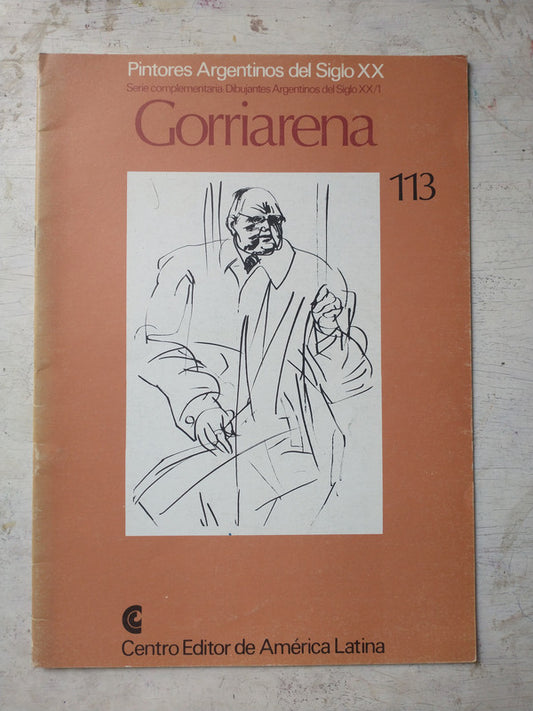 Pintores Argentinos del Siglo XX
Serie complementaria: Dibujantes Argentinos del Siglo XX/1
Gorriarena
113
Centro Editor de América Latina